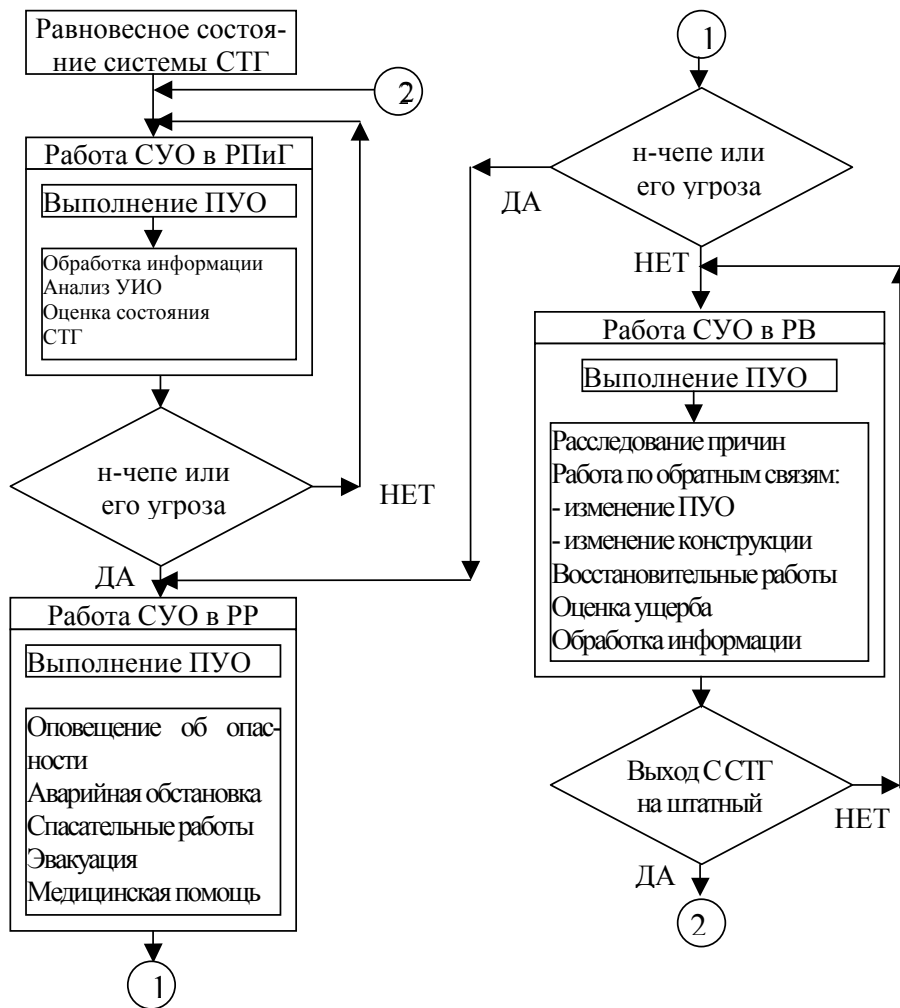 Равновесное состоя-
ние системы СТГ
2
Работа СУО в РПиГ
Выполнение ПУО
Обработка информации
Анализ УИО
Оценка состояния
СТГ
н-чепе или
его угроза
НЕТ
ДА
Работа СУО в РР
Выполнение ПУО
Оповещение об опас-
ности
Аварийная обстановка
Спасательные работы
Эвакуация
Медицинская помощь
1
1
н-чепе или
его угроза
ДА
НЕТ
Работа СУО в РВ
Выполнение ПУО
Расследование причин
Работа по обратным связям:
- изменение ПУО
- изменение конструкции
Восстановительные работы
Оценка ущерба
Обработка информации
Выход С СТГ
на штатный
НЕТ
ДА
2